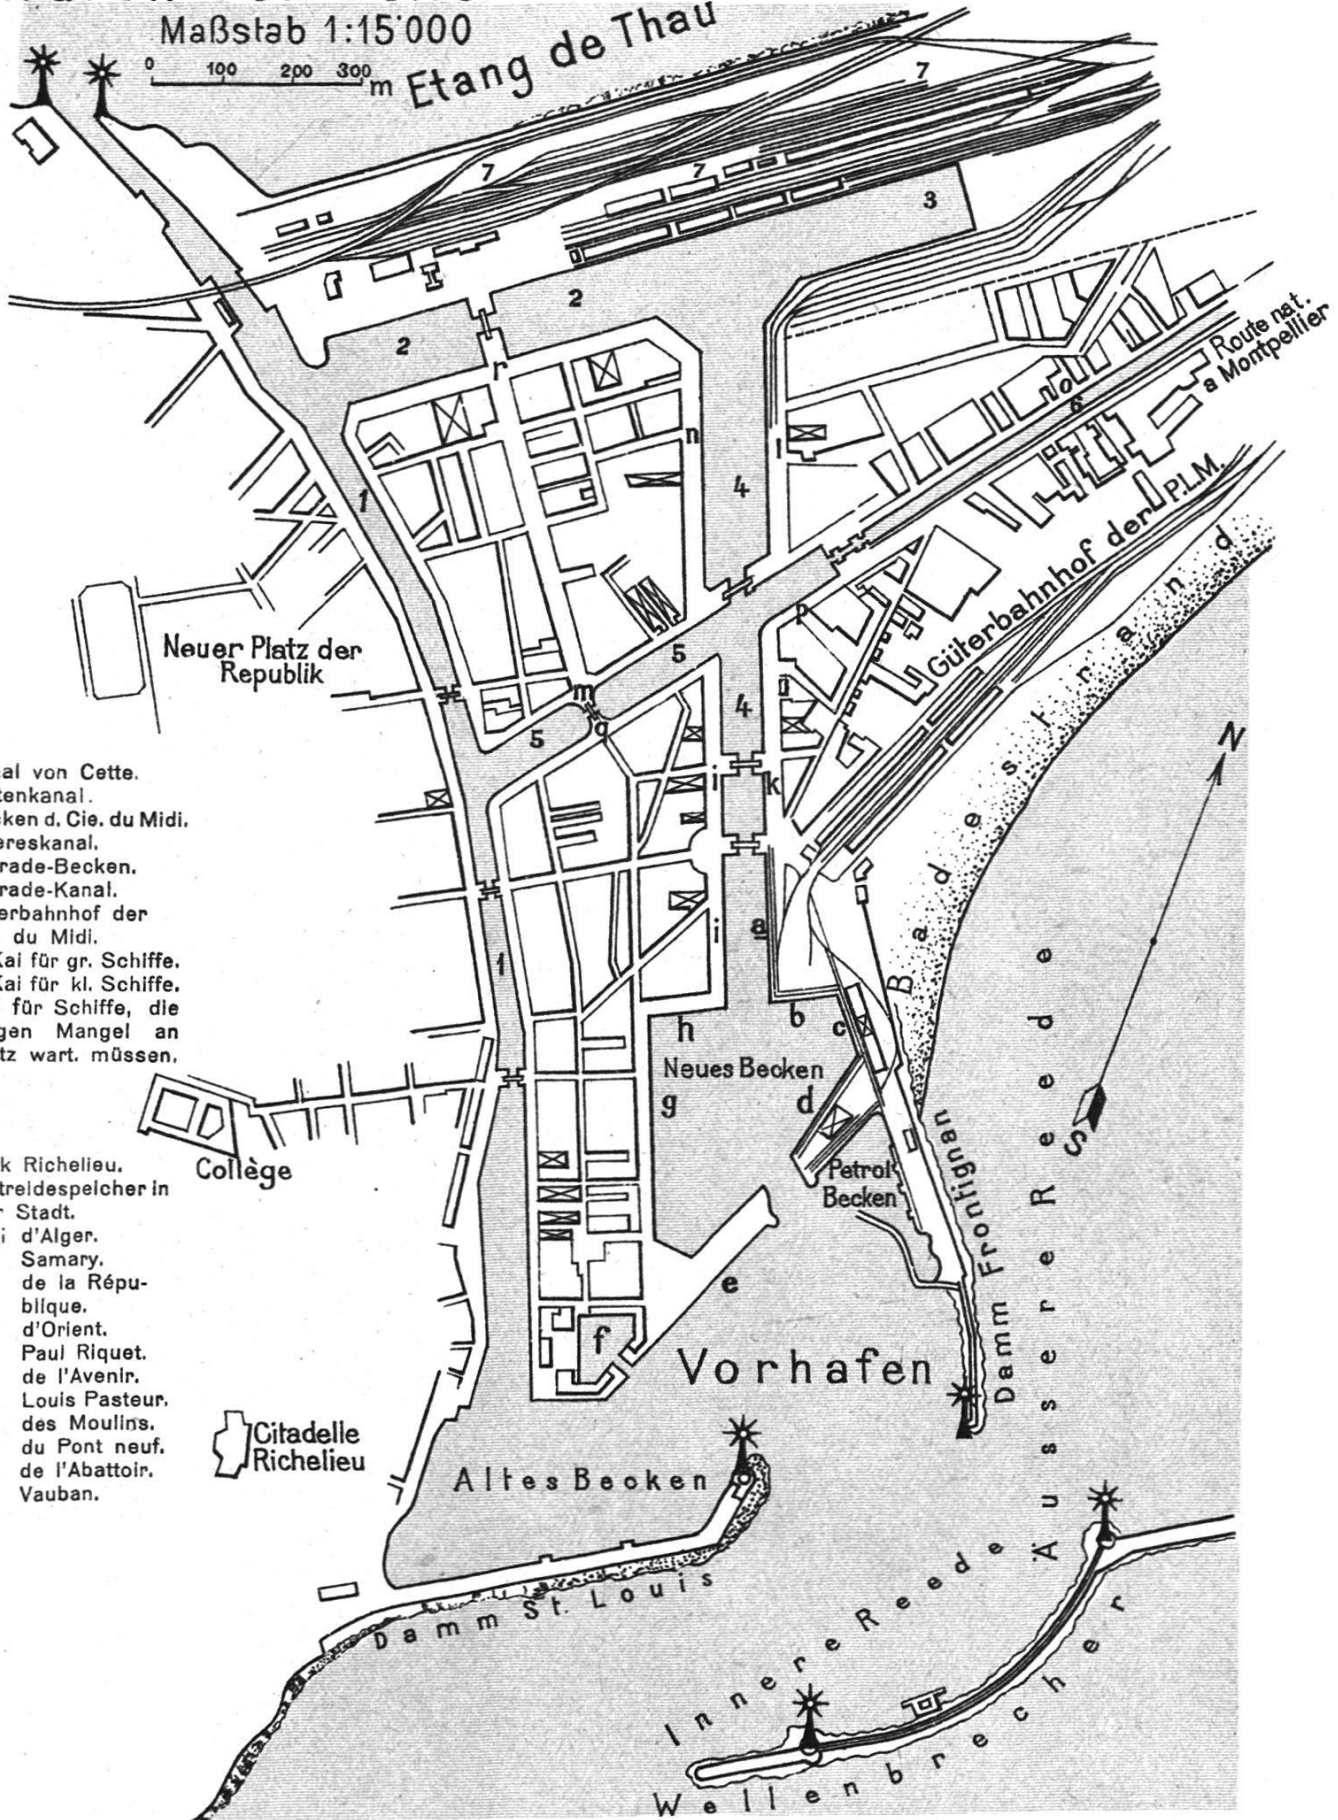 Maßstab 1:15'000
0 100 200 300 m
Etang de Thau
7
7
7
3
2
2
r
n
l
o
6
Route nat.
a Montpellier
1
4
Güterbahnhof der P.L.M.
Badestrand
p
Neuer Platz der
Republik
5
m
q
5
4
i
i
k
N
S
al von Cette.
tenkanal.
ken d. Cie. du Midi.
ereskanal.
rade-Becken.
rade-Kanal.
erbahnhof der
du Midi.
Kai für gr. Schiffe.
Kai für kl. Schiffe.
für Schiffe, die
gen Mangel an
tz wart. müssen.
1
i
a
h
b
c
Neues Becken
g
d
Collège
Petrol
Becken
Damm Frontignan
Äussere Reede
k Richelieu.
treidespeicher in
r Stadt.
i d'Alger.
Samary.
de la Répu-
blique.
d'Orient.
Paul Riquet.
de l'Avenir.
Louis Pasteur.
des Moulins.
du Pont neuf.
de l'Abattoir.
Vauban.
e
f
Vorhafen
Citadelle
Richelieu
Altes Becken
Damm St. Louis
Innere Reede
Wellenbrecher